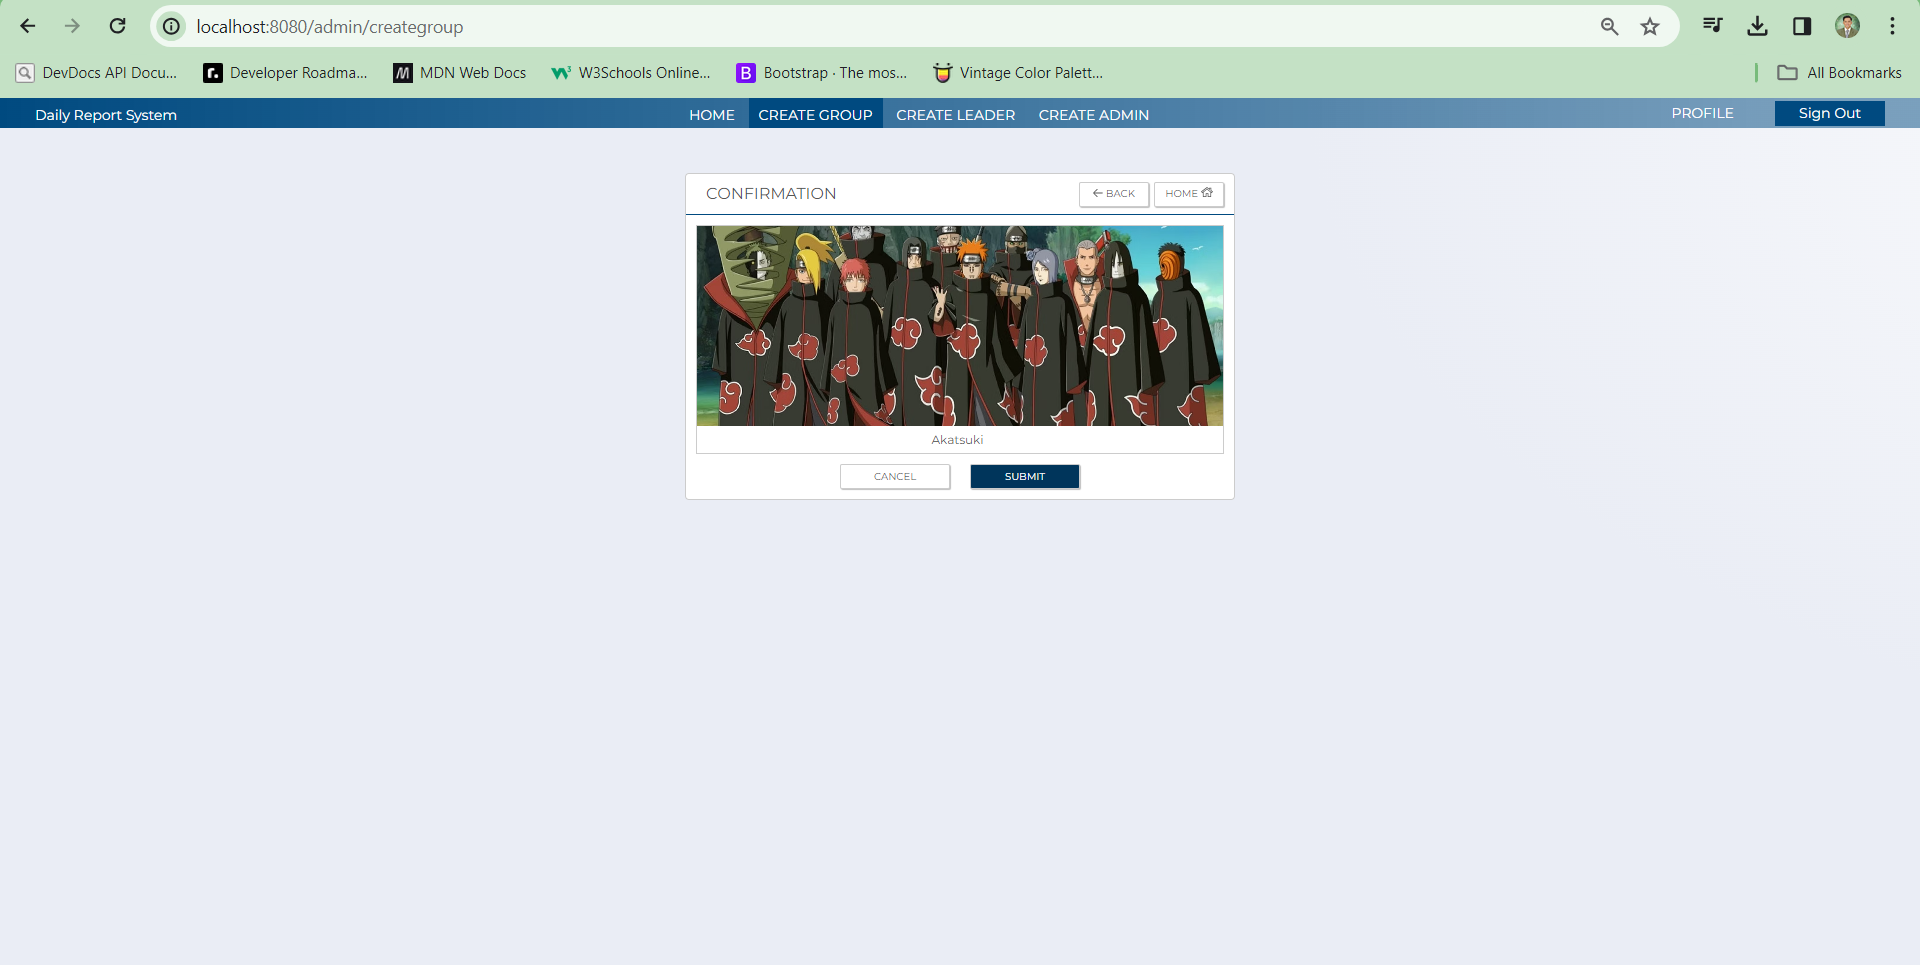 localhost:8080/admin/creategroup
DevDocs API Docu... Developer Roadma... MDN Web Docs W3Schools Online... Bootstrap · The mos... Vintage Color Palett... All Bookmarks
Daily Report System HOME CREATE GROUP CREATE LEADER CREATE ADMIN PROFILE Sign Out
CONFIRMATION BACK HOME
Akatsuki
CANCEL SUBMIT